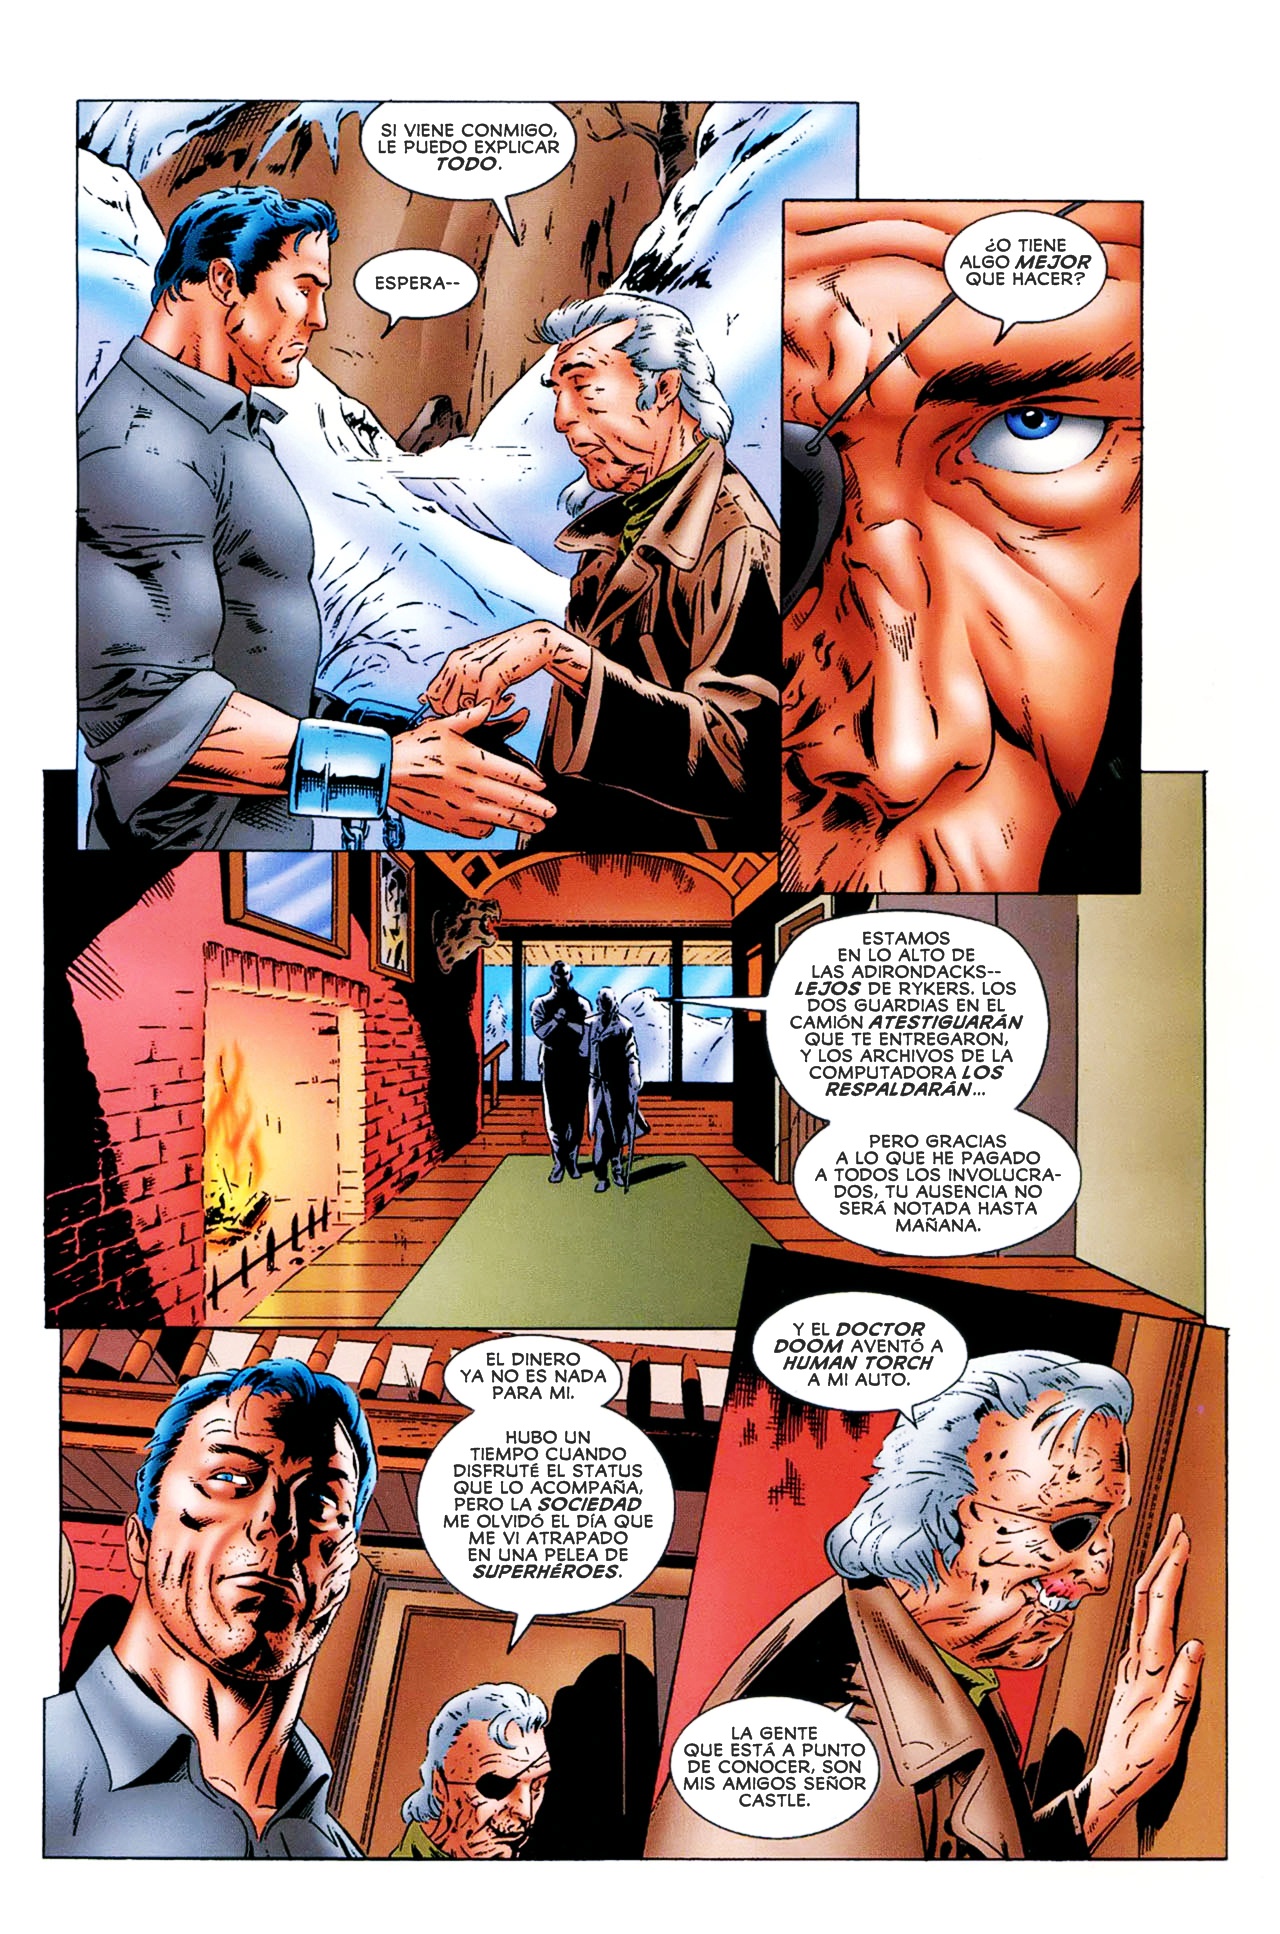 SI VIENE CONMIGO,
LE PUEDO EXPLICAR
TODO.
ESPERA--
¿O TIENE
ALGO MEJOR
QUE HACER?
ESTAMOS
EN LO ALTO DE
LAS ADIRONDACKS--
LEJOS DE RYKERS. LOS
DOS GUARDIAS EN EL
CAMIÓN ATESTIGUARÁN
QUE TE ENTREGARON,
Y LOS ARCHIVOS DE LA
COMPUTADORA LOS
RESPALDARÁN...
PERO GRACIAS
A LO QUE HE PAGADO
A TODOS LOS INVOLUCRA-
DOS, TU AUSENCIA NO
SERÁ NOTADA HASTA
MAÑANA.
EL DINERO
YA NO ES NADA
PARA MI.
HUBO UN
TIEMPO CUANDO
DISFRUTÉ EL STATUS
QUE LO ACOMPAÑA,
PERO LA SOCIEDAD
ME OLVIDÓ EL DÍA QUE
ME VI ATRAPADO
EN UNA PELEA DE
SUPERHÉROES.
Y EL DOCTOR
DOOM AVENTÓ A
HUMAN TORCH
A MI AUTO.
LA GENTE
QUE ESTÁ A PUNTO
DE CONOCER, SON
MIS AMIGOS SEÑOR
CASTLE.